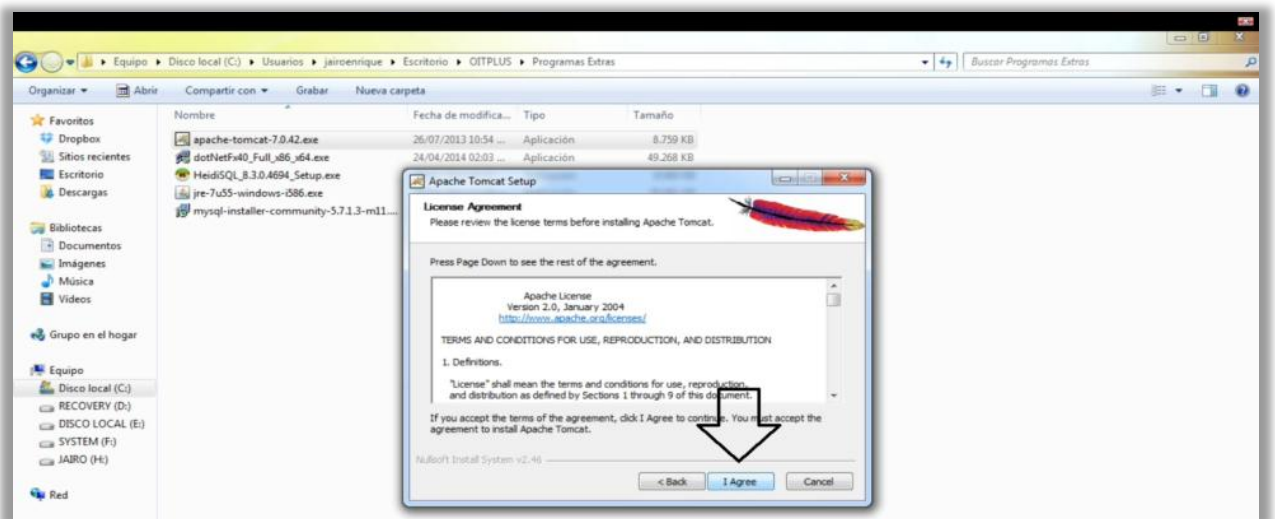 Equipo ▸ Disco local (C:) ▸ Usuarios ▸ jairoenrique ▸ Escritorio ▸ OITPLUS ▸ Programas Extras
Buscar Programas Extras
Organizar Abrir Compartir con Grabar Nueva carpeta
Nombre Fecha de modifica... Tipo Tamaño
Favoritos
Dropbox
Sitios recientes
Escritorio
Descargas
Bibliotecas
Documentos
Imágenes
Música
Vídeos
Grupo en el hogar
Equipo
Disco local (C:)
RECOVERY (D:)
DISCO LOCAL (E:)
SYSTEM (F:)
JAIRO (H:)
Red
apache-tomcat-7.0.42.exe 26/07/2013 10:54 ... Aplicación 8.759 KB
dotNetFx40_Full_x86_x64.exe 24/04/2014 02:03 ... Aplicación 49.268 KB
HeidiSQL_8.3.0.4694_Setup.exe
jre-7u55-windows-i586.exe
mysql-installer-community-5.7.1.3-m11....
Apache Tomcat Setup
License Agreement
Please review the license terms before installing Apache Tomcat.
Press Page Down to see the rest of the agreement.
Apache License
Version 2.0, January 2004
http://www.apache.org/licenses/
TERMS AND CONDITIONS FOR USE, REPRODUCTION, AND DISTRIBUTION
1. Definitions.
"License" shall mean the terms and conditions for use, reproduction,
and distribution as defined by Sections 1 through 9 of this document.
If you accept the terms of the agreement, click I Agree to continue. You must accept the
agreement to install Apache Tomcat.
Nullsoft Install System v2.46
< Back I Agree Cancel